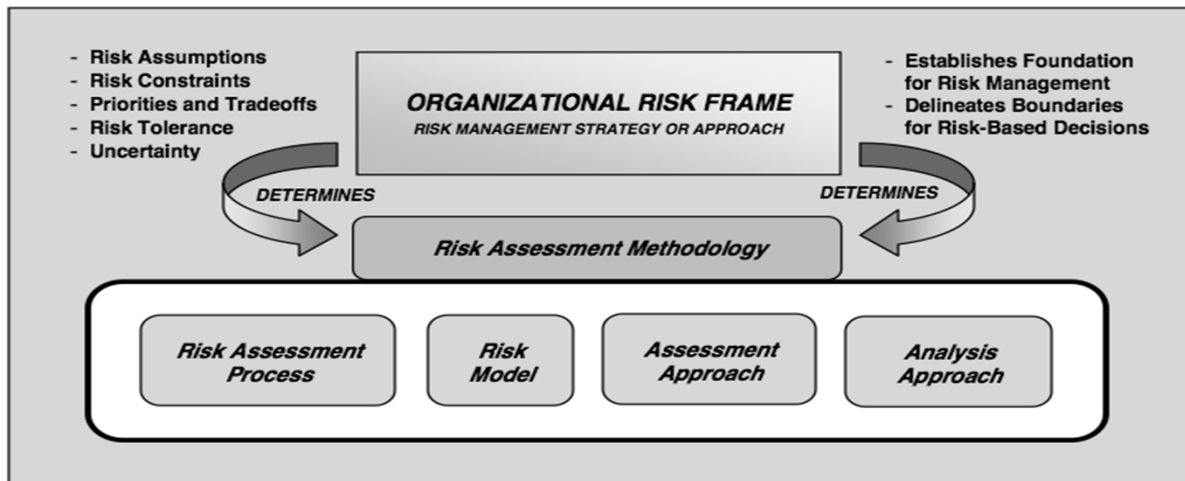 - Risk Assumptions
- Risk Constraints
- Priorities and Tradeoffs
- Risk Tolerance
- Uncertainty
ORGANIZATIONAL RISK FRAME
RISK MANAGEMENT STRATEGY OR APPROACH
- Establishes Foundation
for Risk Management
- Delineates Boundaries
for Risk-Based Decisions
DETERMINES
DETERMINES
Risk Assessment Methodology
Risk Assessment
Process
Risk
Model
Assessment
Approach
Analysis
Approach